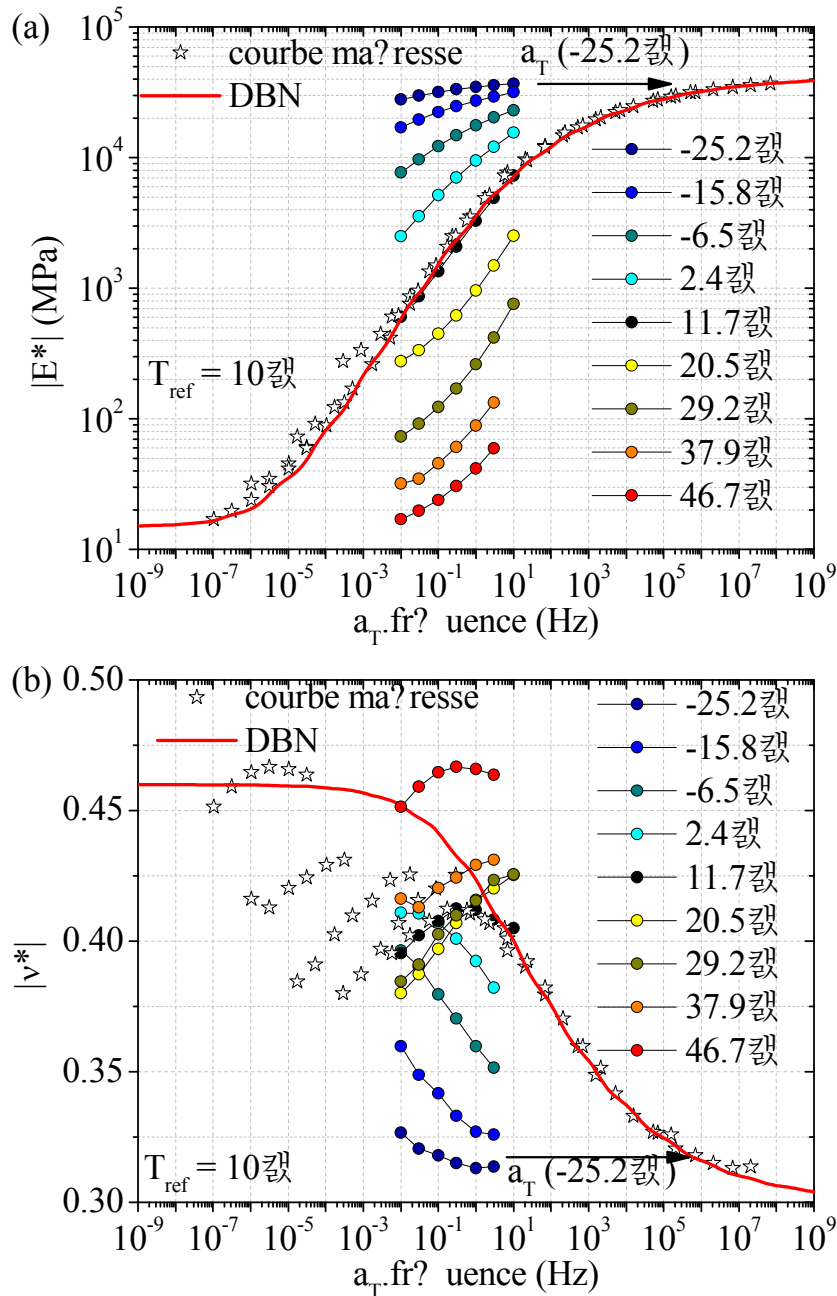 (a)
10^5
10^4
10^3
10^2
10^1
|E*| (MPa)
courbe ma?resse
DBN
a_T (-25.2캜)
-25.2캜
-15.8캜
-6.5캜
2.4캜
11.7캜
20.5캜
29.2캜
37.9캜
46.7캜
T_ref = 10캜
10^-9 10^-7 10^-5 10^-3 10^-1 10^1 10^3 10^5 10^7 10^9
a_T.fr? uence (Hz)
(b)
0.50
0.45
0.40
0.35
0.30
|ν*|
courbe ma?resse
DBN
-25.2캜
-15.8캜
-6.5캜
2.4캜
11.7캜
20.5캜
29.2캜
37.9캜
46.7캜
T_ref = 10캜
a_T (-25.2캜)
10^-9 10^-7 10^-5 10^-3 10^-1 10^1 10^3 10^5 10^7 10^9
a_T.fr? uence (Hz)